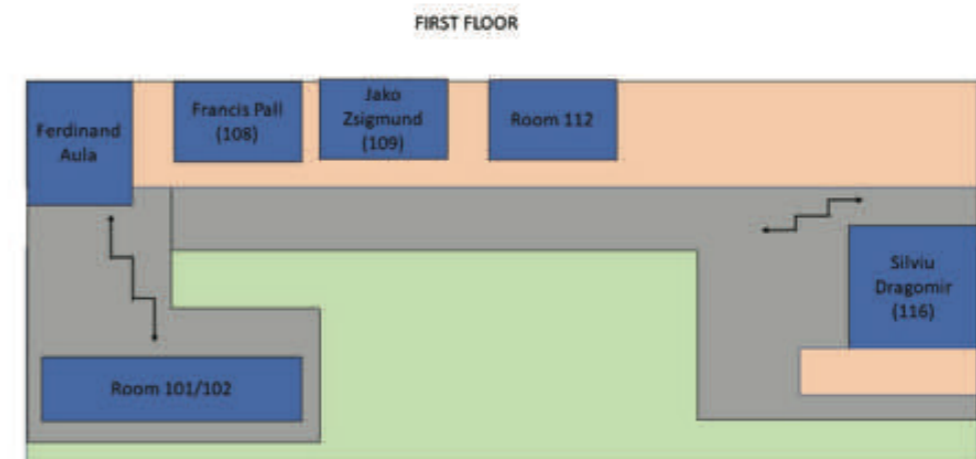 FIRST FLOOR
Ferdinand
Aula
Francis Pall
(108)
Jako
Zsigmund
(109)
Room 112
Silviu
Dragomir
(116)
Room 101/102